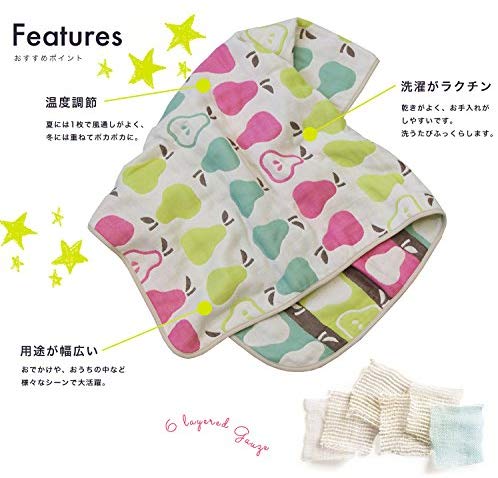 Features
おすすめポイント
温度調節
夏には1枚で風通しがよく、
冬には重ねてポカポカに。
洗濯がラクチン
乾きがよく、お手入れが
しやすいです。
洗うたびふっくらします。
用途が幅広い
おでかけや、おうちの中など
様々なシーンで大活躍。
6 layered Gauze